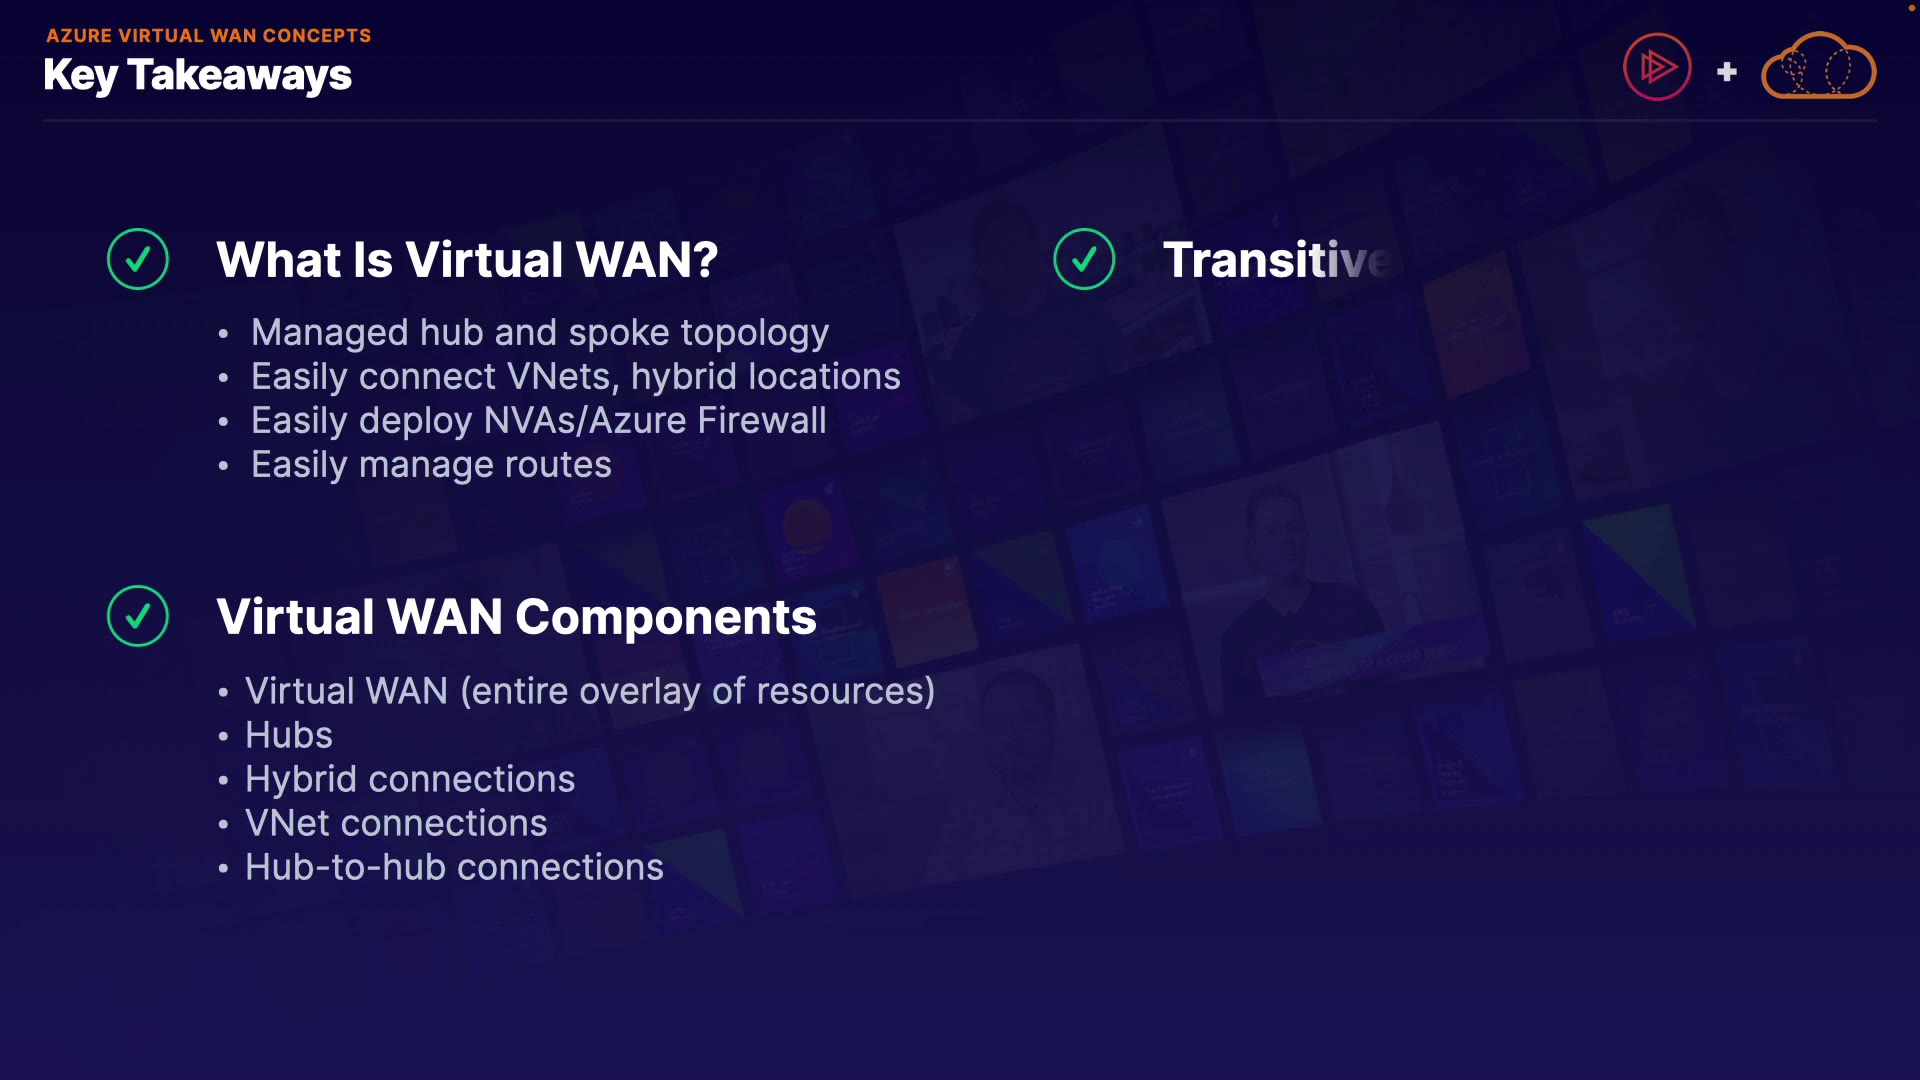 AZURE VIRTUAL WAN CONCEPTS
Key Takeaways
What Is Virtual WAN?
• Managed hub and spoke topology
• Easily connect VNets, hybrid locations
• Easily deploy NVAs/Azure Firewall
• Easily manage routes
Virtual WAN Components
• Virtual WAN (entire overlay of resources)
• Hubs
• Hybrid connections
• VNet connections
• Hub-to-hub connections
Transitive